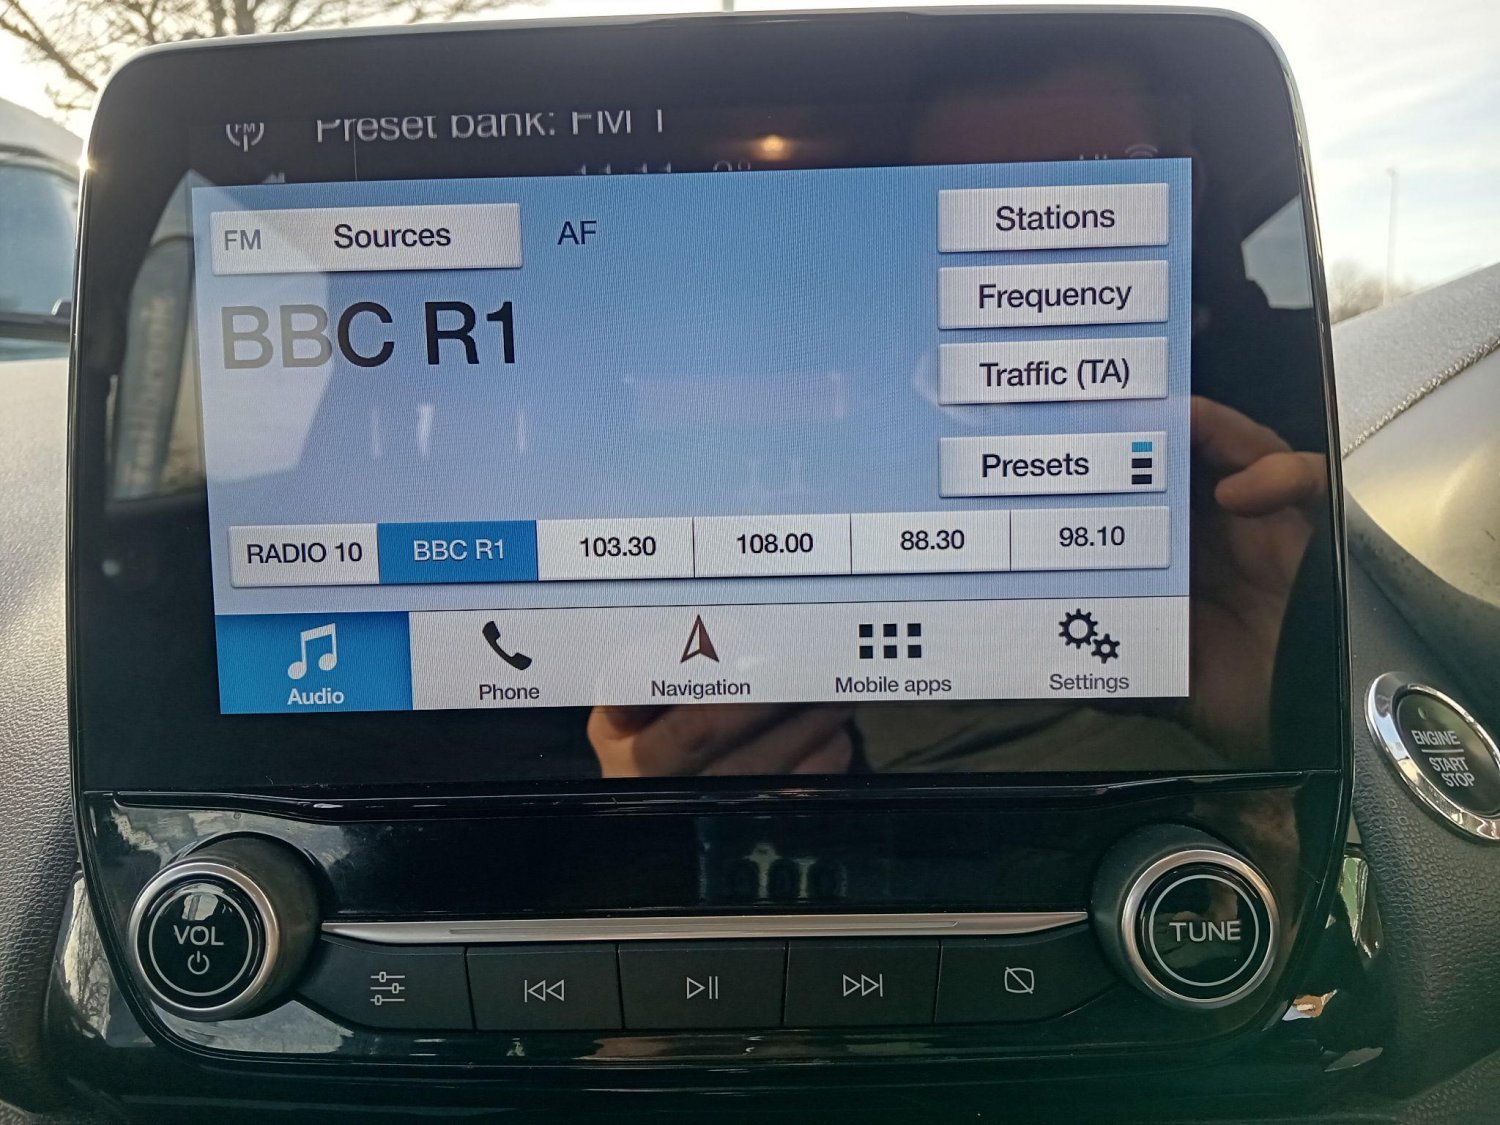 Preset bank: FM 1
FM Sources AF
BBC R1
Stations
Frequency
Traffic (TA)
Presets
RADIO 10 BBC R1 103.30 108.00 88.30 98.10
Audio Phone Navigation Mobile apps Settings
ENGINE
START
STOP
VOL
TUNE